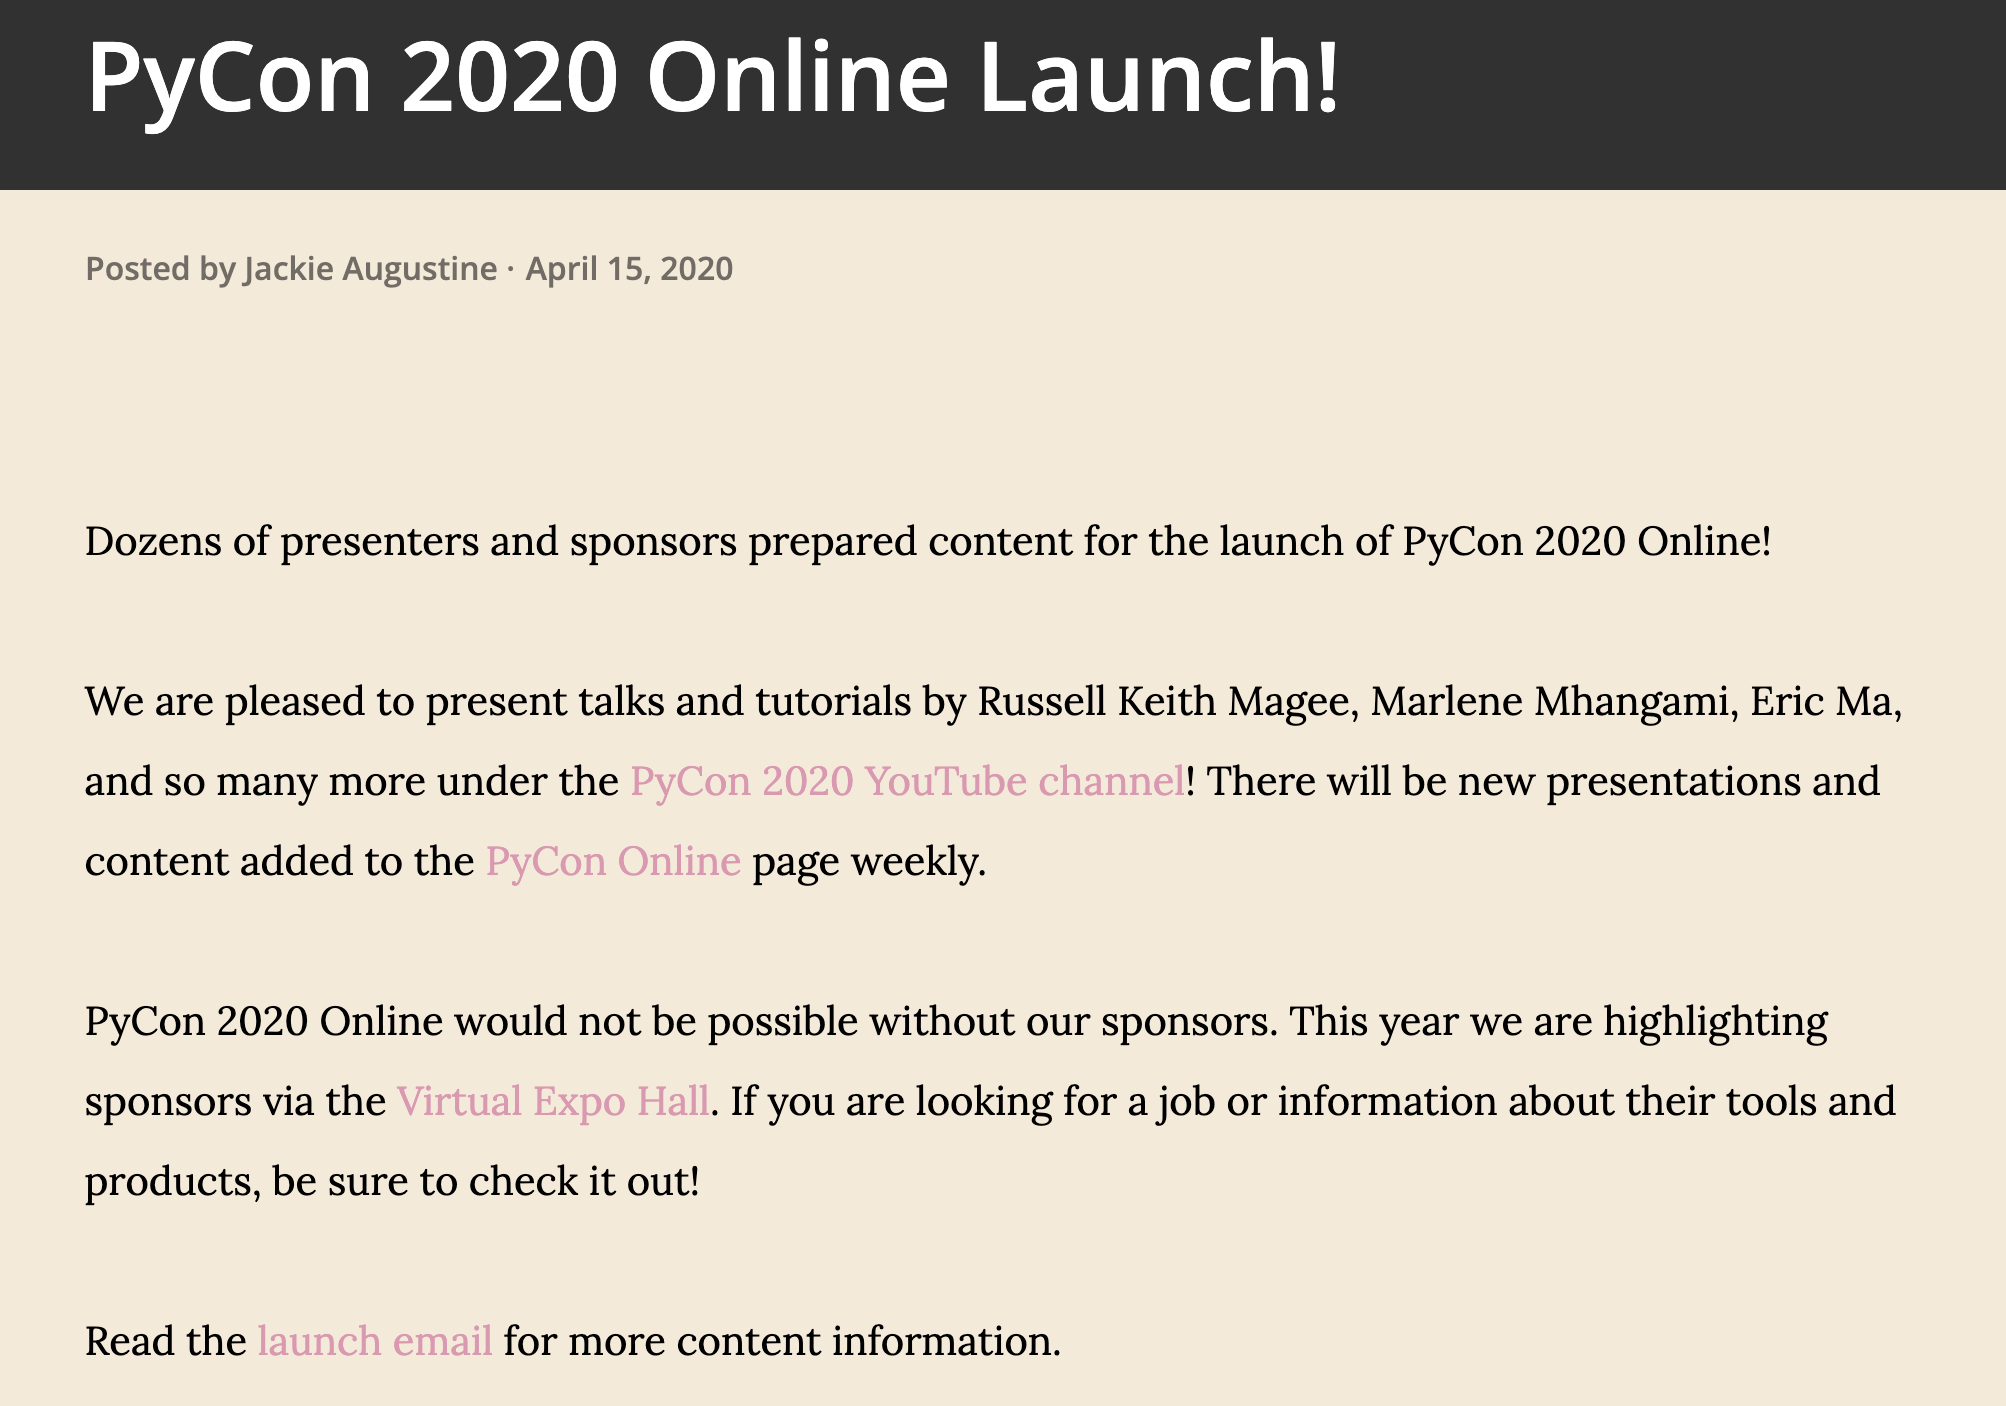 PyCon 2020 Online Launch!
Posted by Jackie Augustine · April 15, 2020
Dozens of presenters and sponsors prepared content for the launch of PyCon 2020 Online!
We are pleased to present talks and tutorials by Russell Keith Magee, Marlene Mhangami, Eric Ma,
and so many more under the PyCon 2020 YouTube channel! There will be new presentations and
content added to the PyCon Online page weekly.
PyCon 2020 Online would not be possible without our sponsors. This year we are highlighting
sponsors via the Virtual Expo Hall. If you are looking for a job or information about their tools and
products, be sure to check it out!
Read the launch email for more content information.